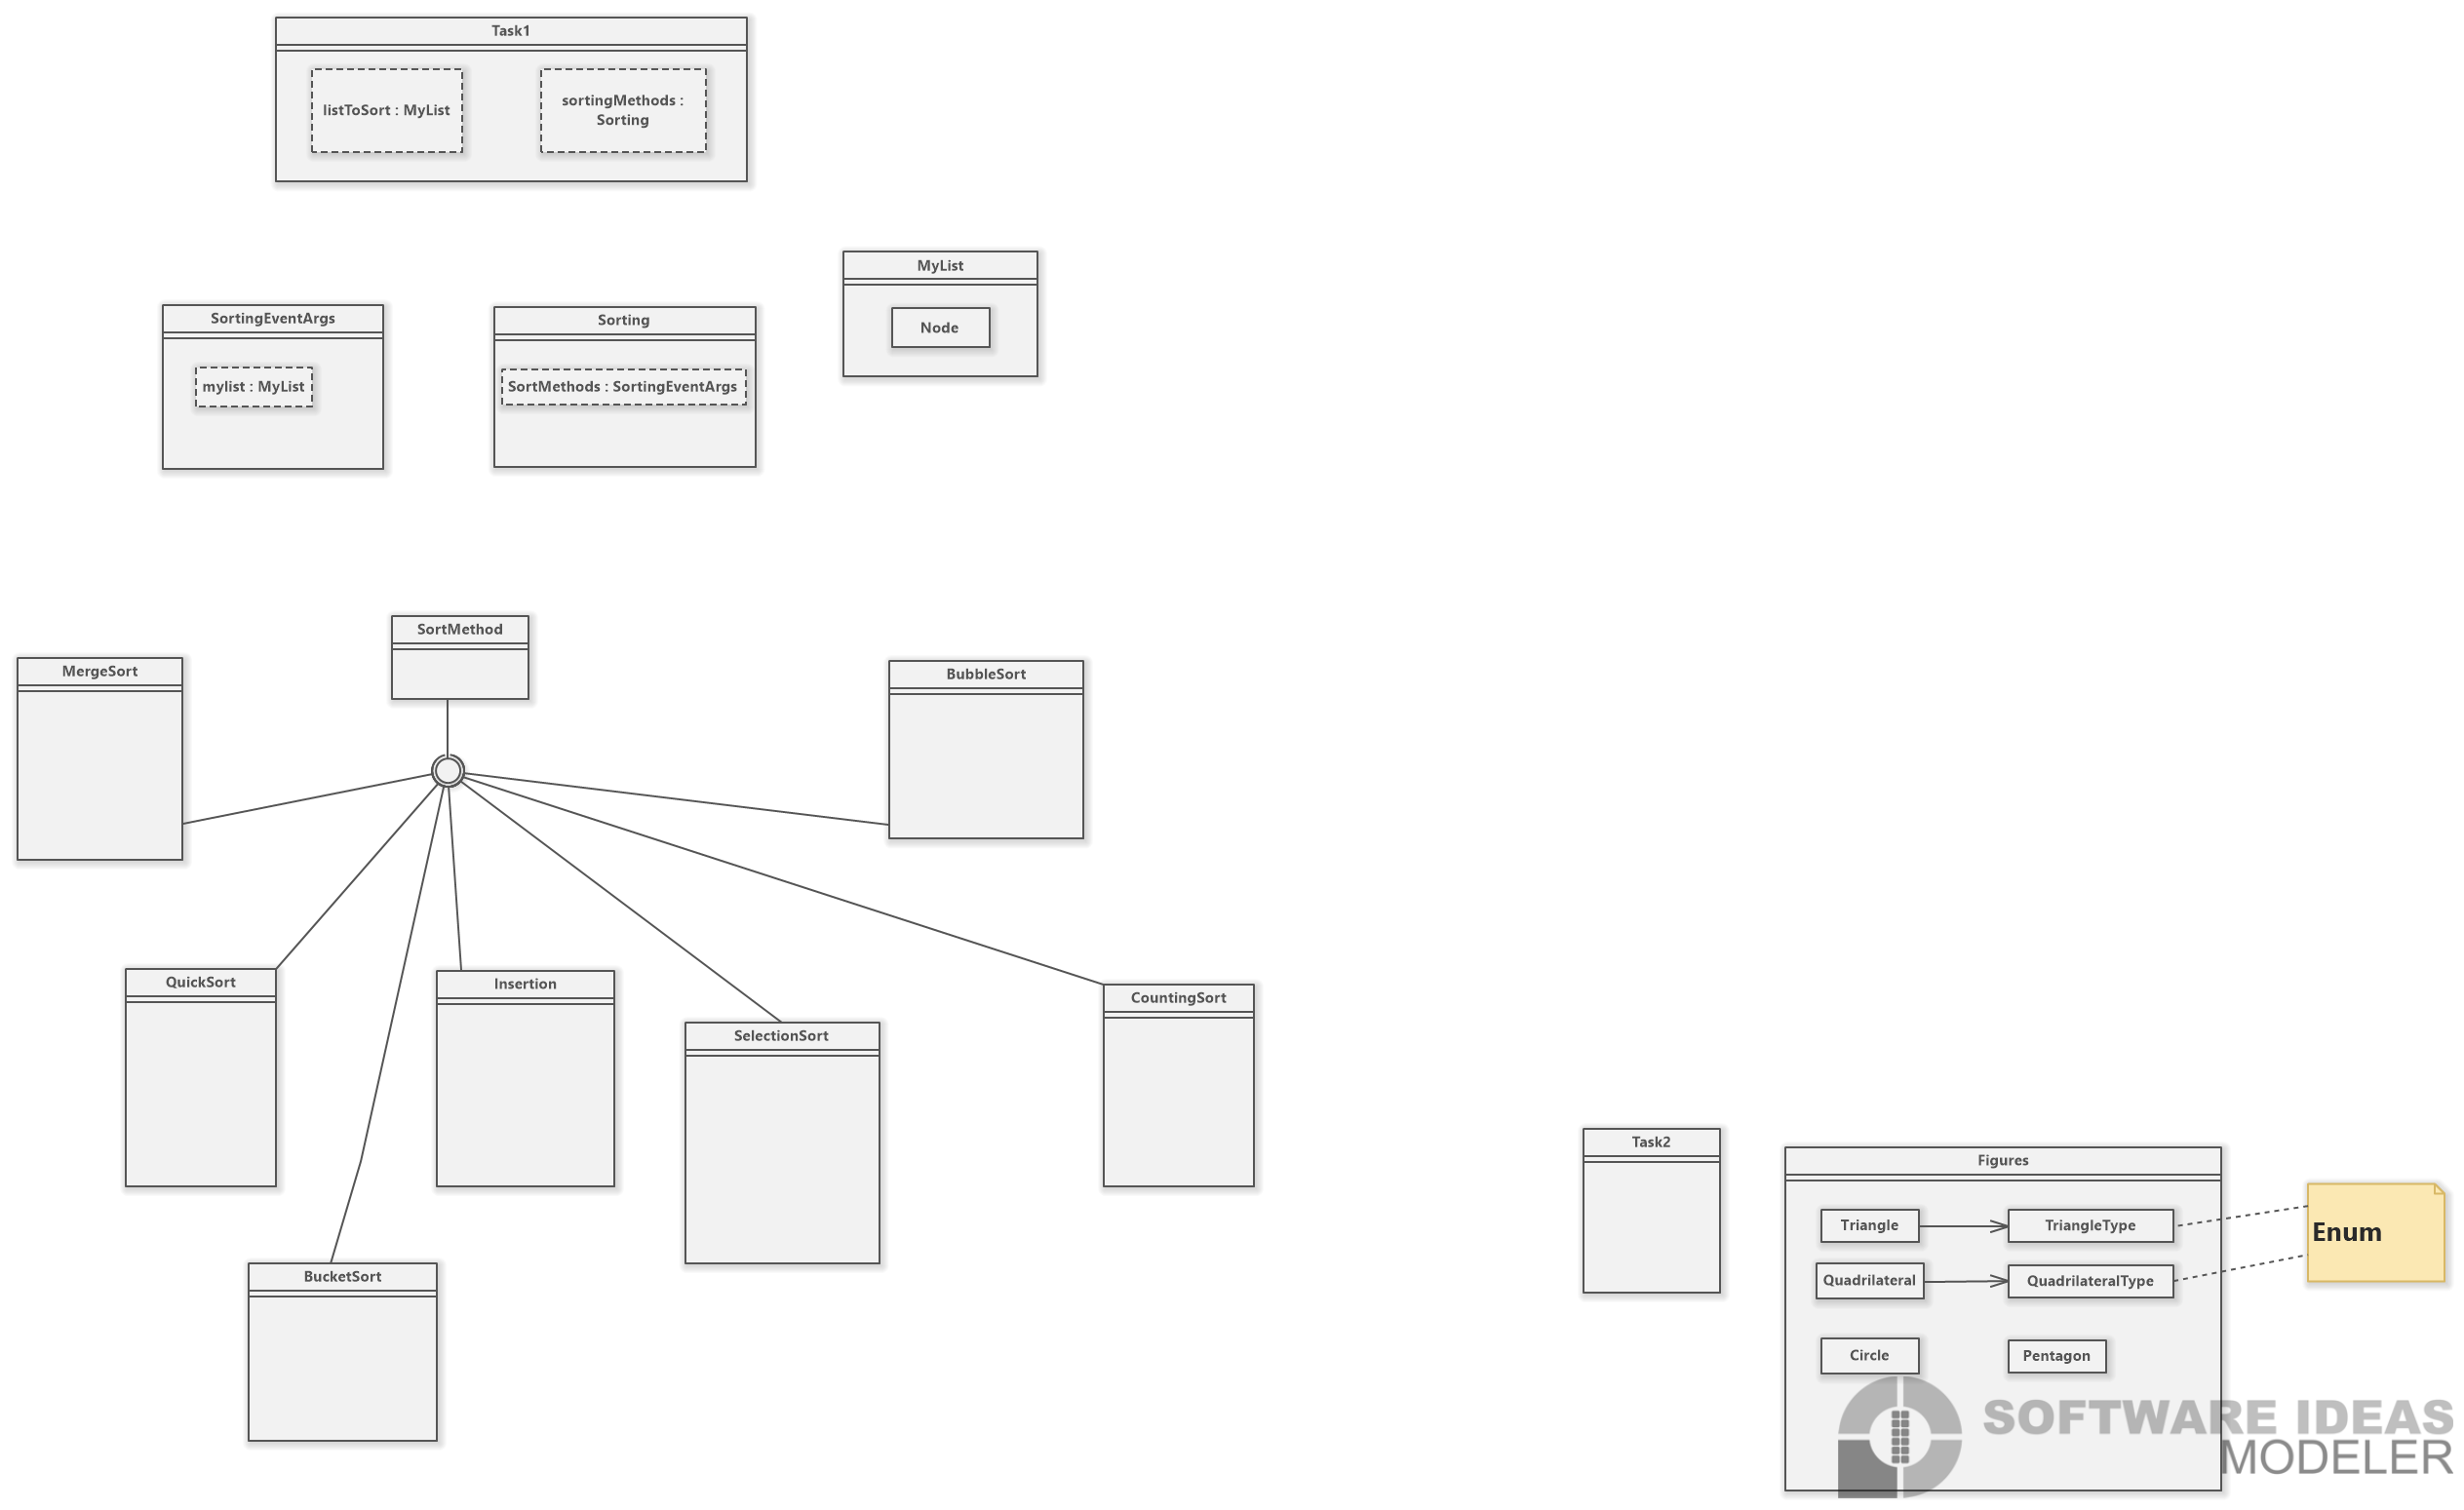 Task1
listToSort : MyList
sortingMethods :
Sorting
MyList
Node
SortingEventArgs
mylist : MyList
Sorting
SortMethods : SortingEventArgs
SortMethod
MergeSort
BubbleSort
QuickSort
Insertion
SelectionSort
CountingSort
BucketSort
Task2
Figures
Triangle
TriangleType
Quadrilateral
QuadrilateralType
Circle
Pentagon
Enum
SOFTWARE IDEAS
MODELER